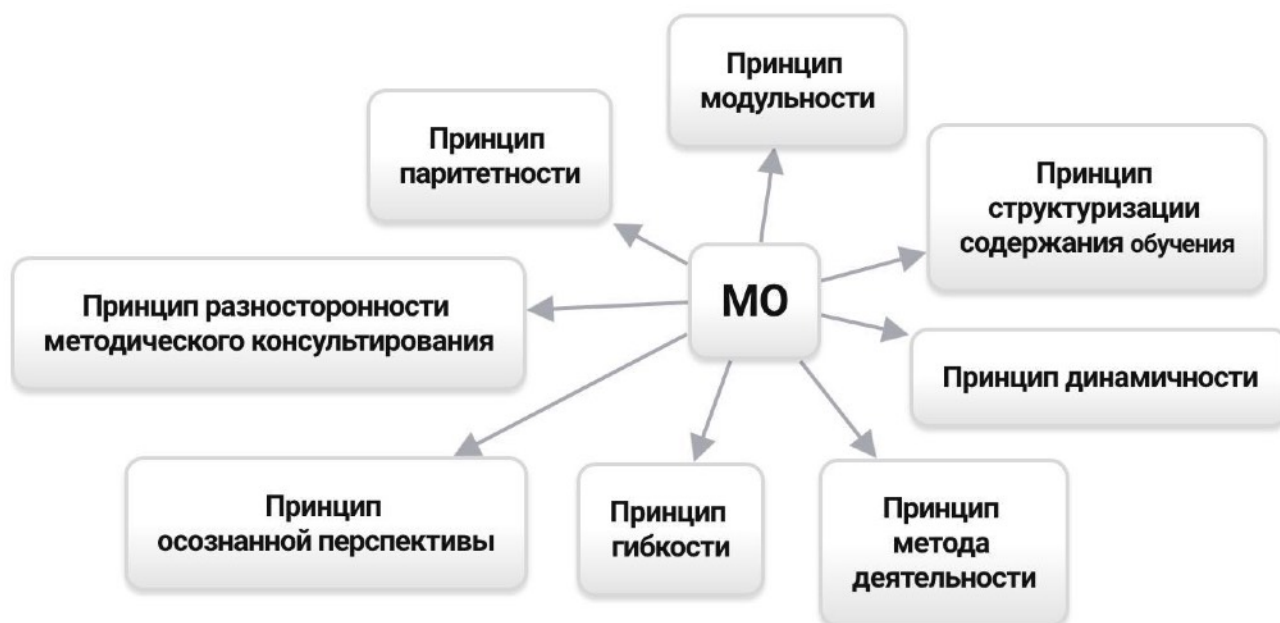 Принцип
модульности
Принцип
паритетности
Принцип
структуризации
содержания обучения
МО
Принцип разносторонности
методического консультирования
Принцип динамичности
Принцип
осознанной перспективы
Принцип
гибкости
Принцип
метода
деятельности